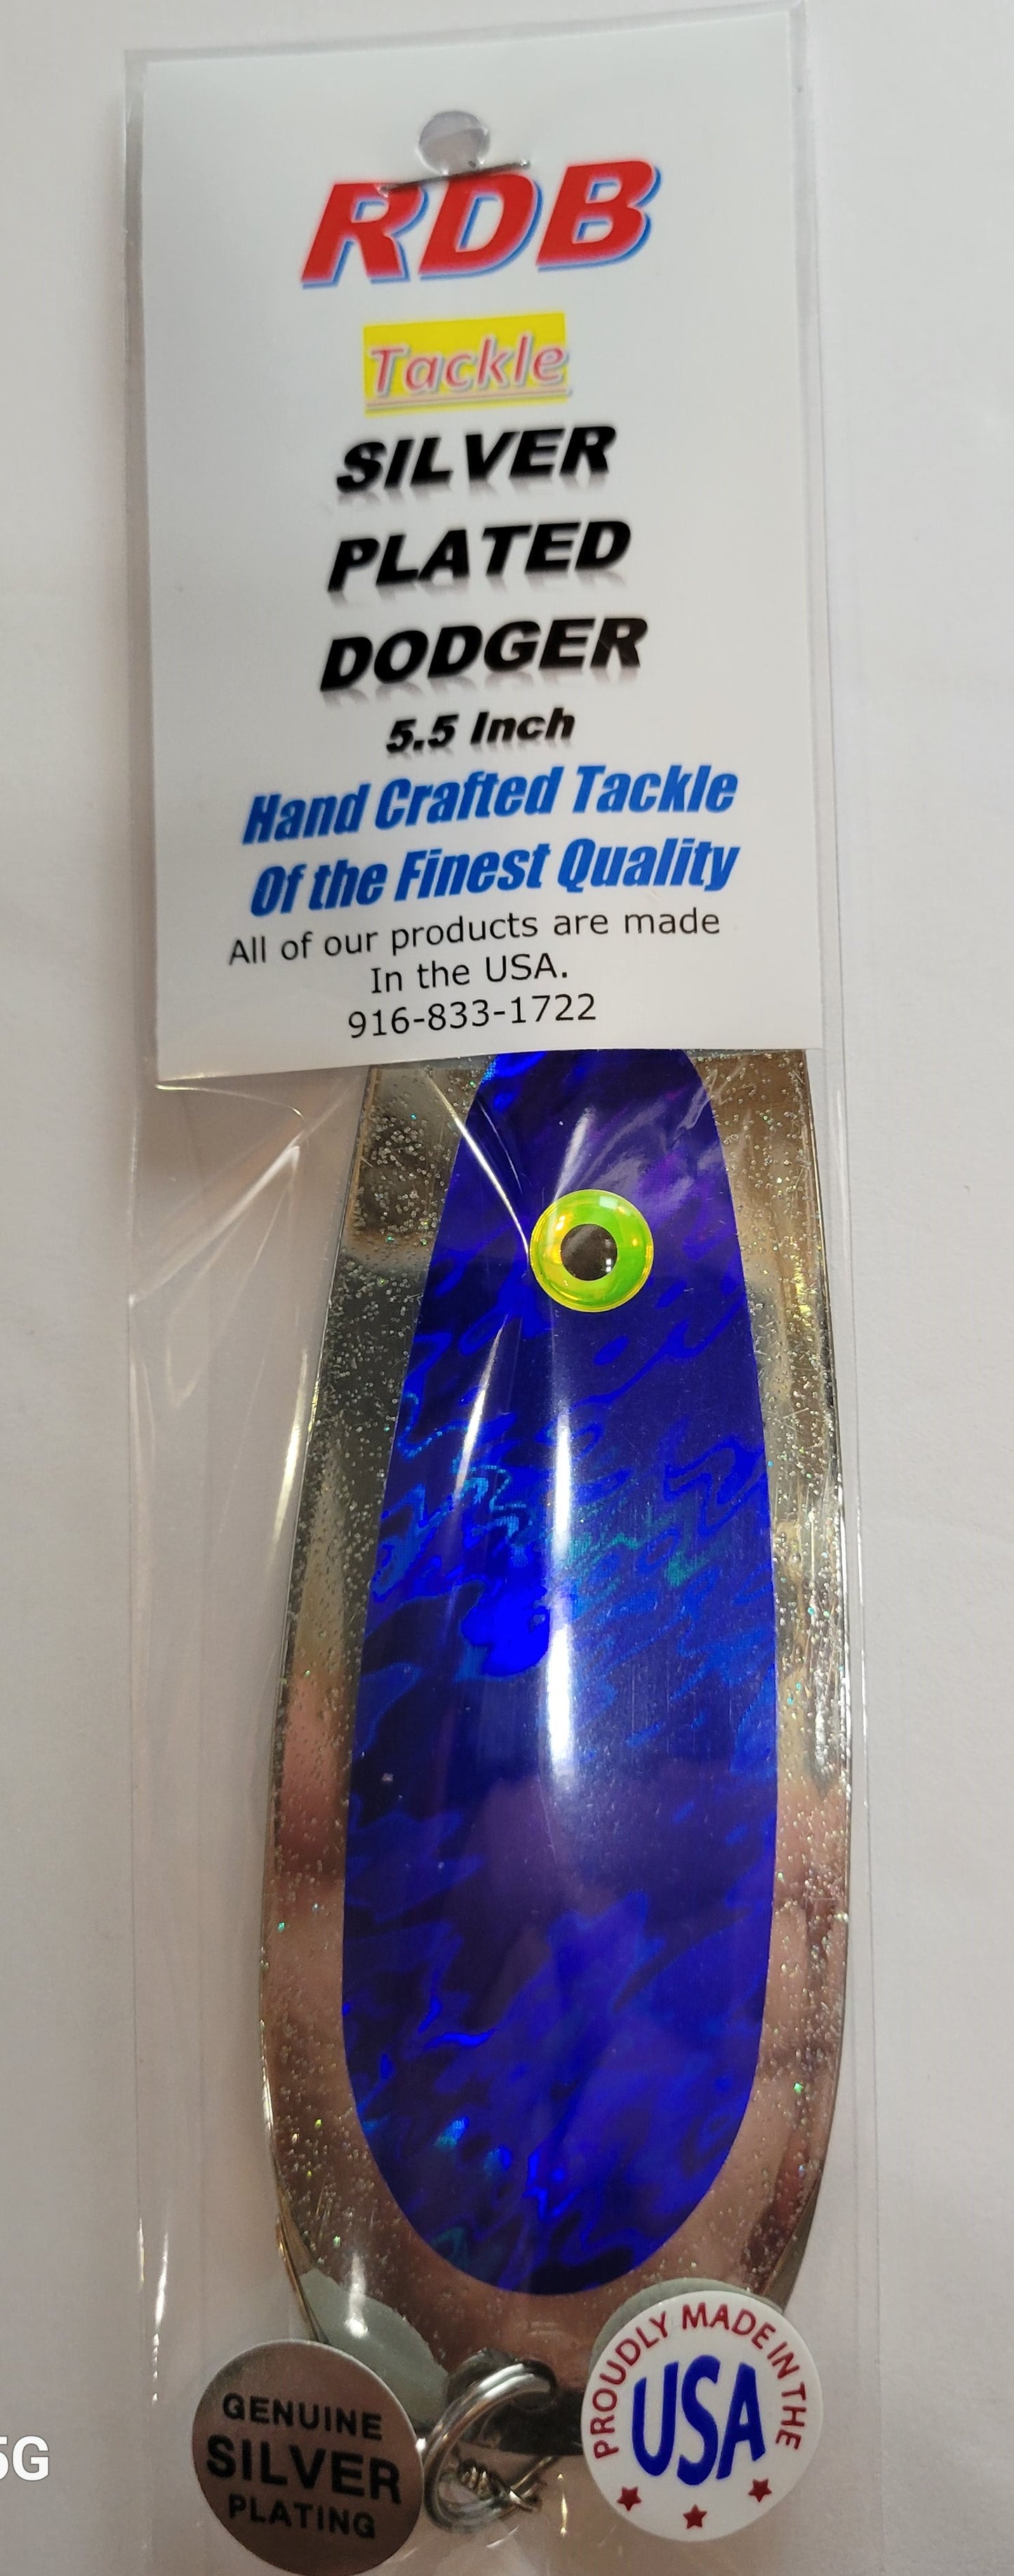 RDB
Tackle
SILVER
PLATED
DODGER
5.5 Inch
Hand Crafted Tackle
Of the Finest Quality
All of our products are made
In the USA.
916-833-1722
GENUINE
SILVER
PLATING
PROUDLY MADE IN THE
USA
5G